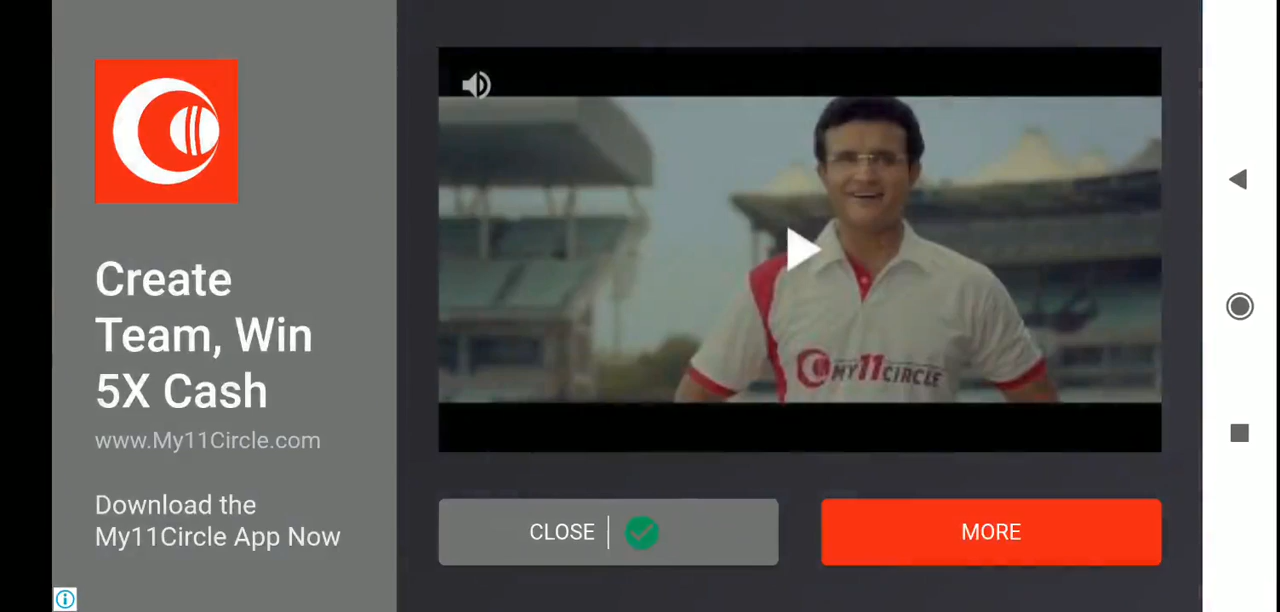 Create
Team, Win
5X Cash
www.My11Circle.com
Download the
My11Circle App Now
MY11CIRCLE
CLOSE
MORE